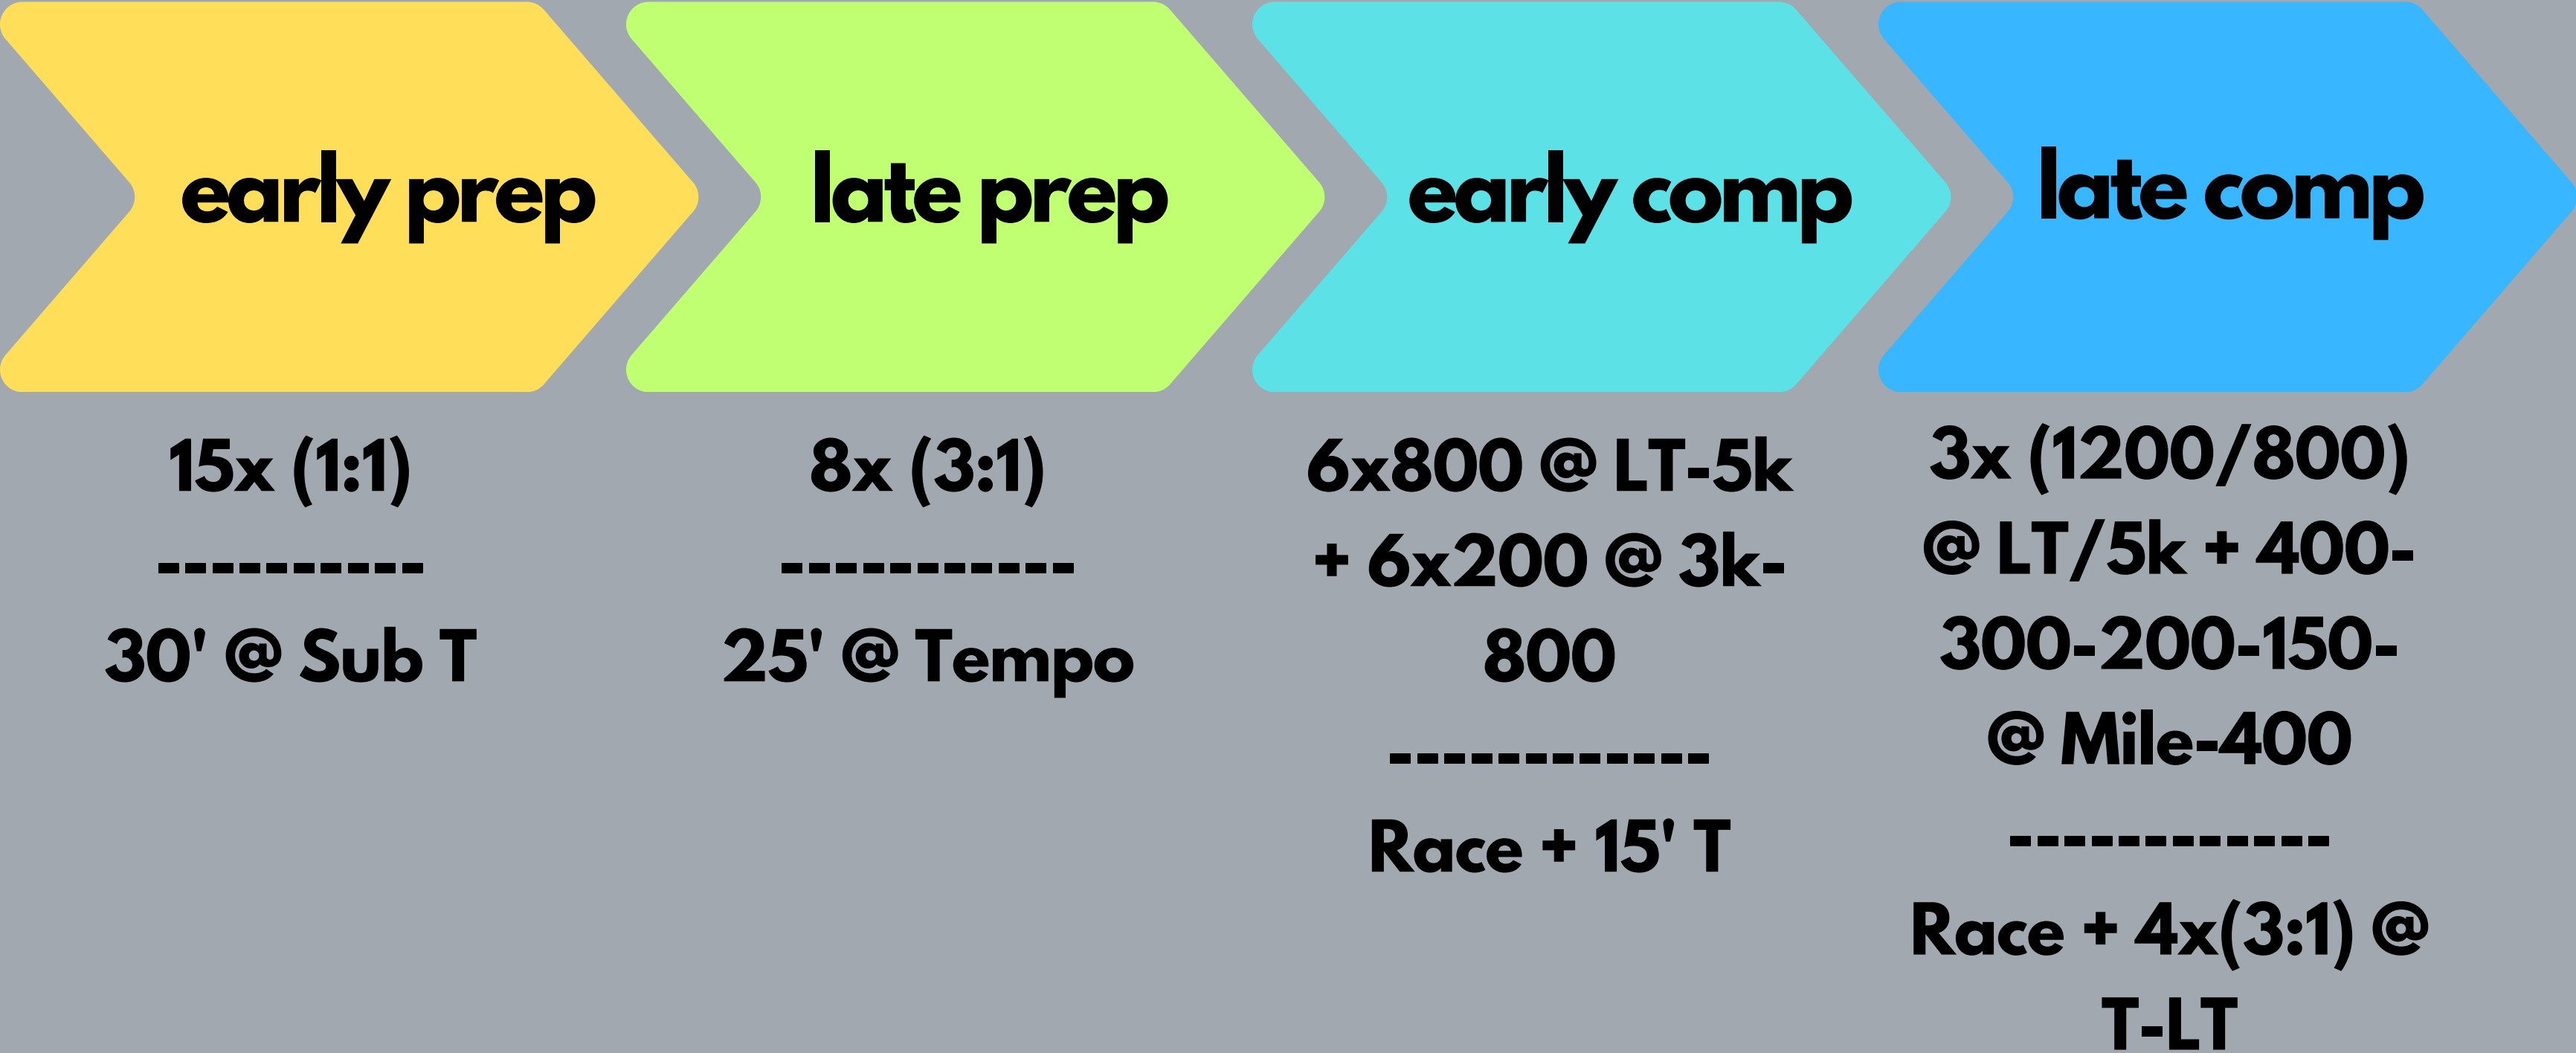 early prep
late prep
early comp
late comp
15x (1:1)
----------
30' @ Sub T
8x (3:1)
-----------
25' @ Tempo
6x800 @ LT-5k
+ 6x200 @ 3k-
800
------------
Race + 15' T
3x (1200/800)
@ LT/5k + 400-
300-200-150-
@ Mile-400
------------
Race + 4x(3:1) @
T-LT